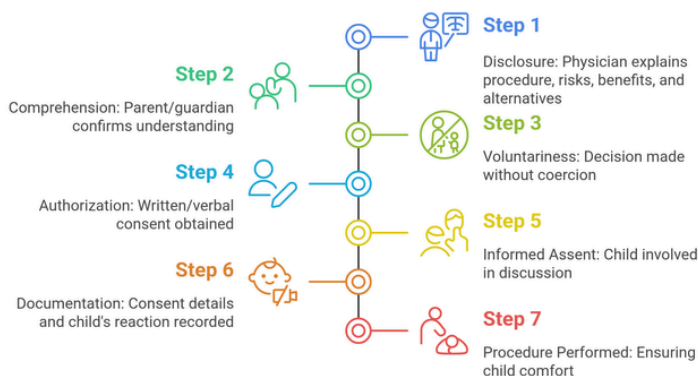 Step 1
Disclosure: Physician explains
procedure, risks, benefits, and
alternatives
Step 2
Comprehension: Parent/guardian
confirms understanding
Step 3
Voluntariness: Decision made
without coercion
Step 4
Authorization: Written/verbal
consent obtained
Step 5
Informed Assent: Child involved
in discussion
Step 6
Documentation: Consent details
and child's reaction recorded
Step 7
Procedure Performed: Ensuring
child comfort